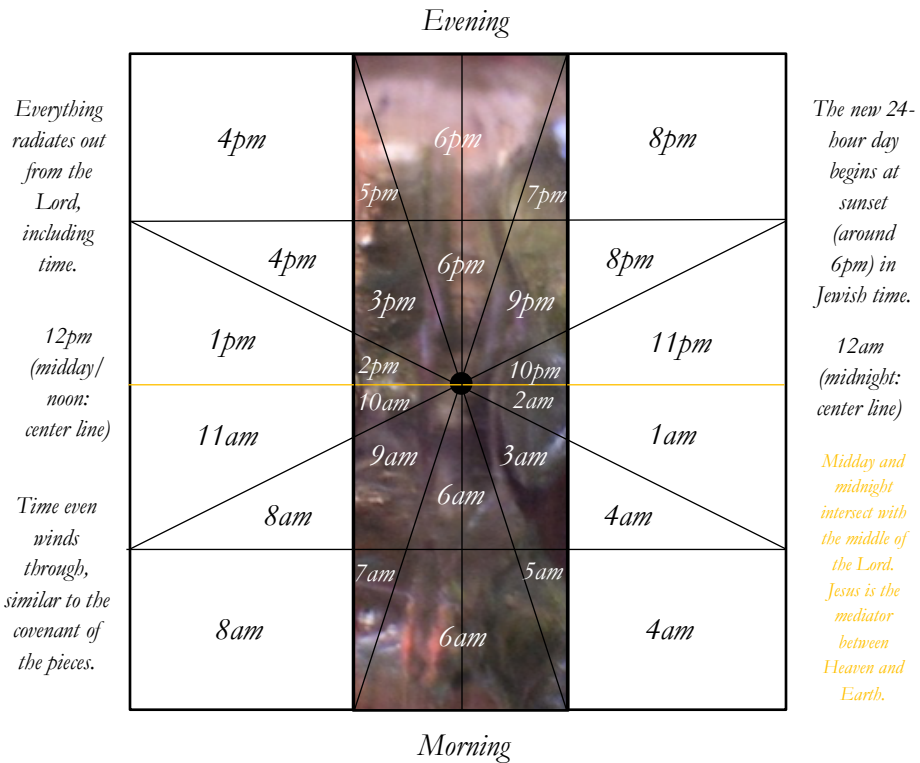 Evening
Everything
radiates out
from the
Lord,
including
time.
12pm
(midday/
noon:
center line)
Time even
winds
through,
similar to the
covenant of
the pieces.
4pm
6pm
8pm
5pm
7pm
4pm
6pm
8pm
3pm
9pm
1pm
11pm
2pm
10pm
10am
2am
11am
1am
9am
3am
6am
8am
4am
7am
5am
8am
6am
4am
The new 24-
hour day
begins at
sunset
(around
6pm) in
Jewish time.
12am
(midnight:
center line)
Midday and
midnight
intersect with
the middle of
the Lord.
Jesus is the
mediator
between
Heaven and
Earth.
Morning